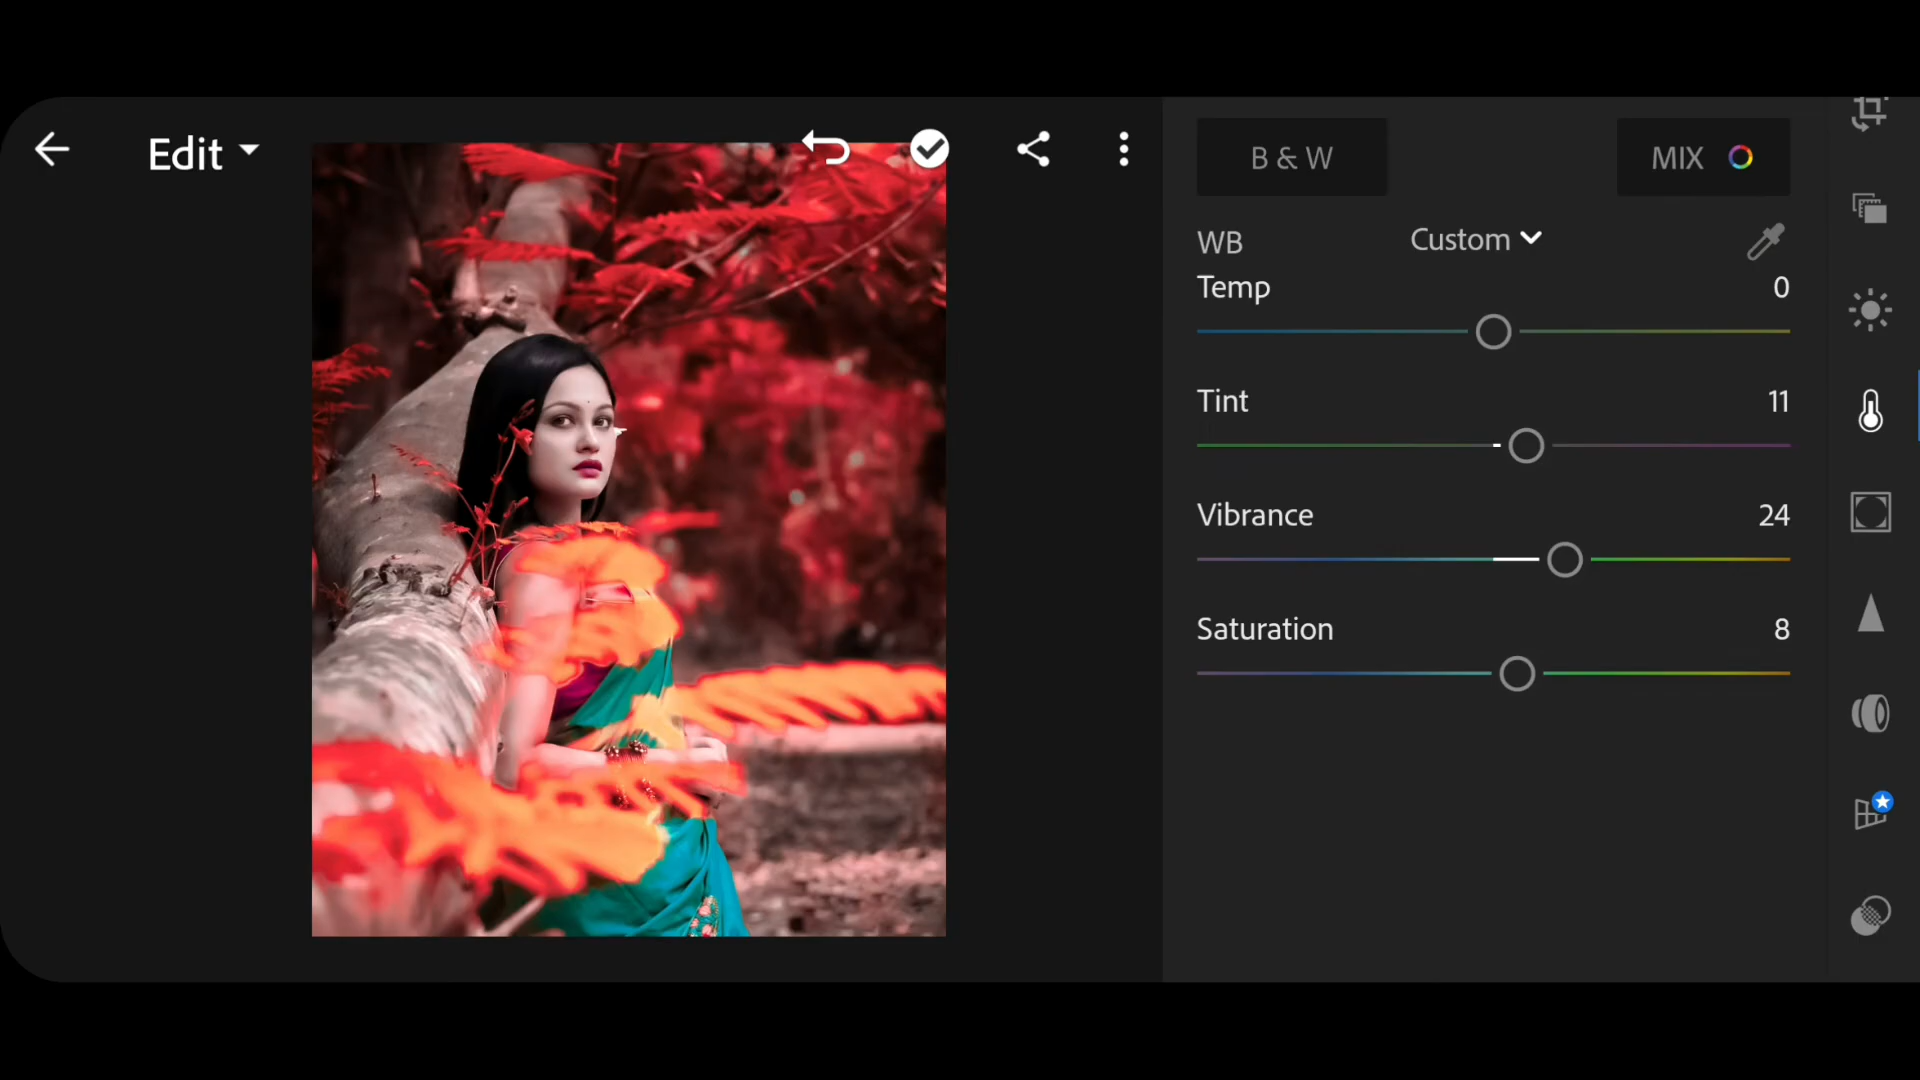 Edit
B & W
MIX
WB
Custom
Temp
0
Tint
11
Vibrance
24
Saturation
8